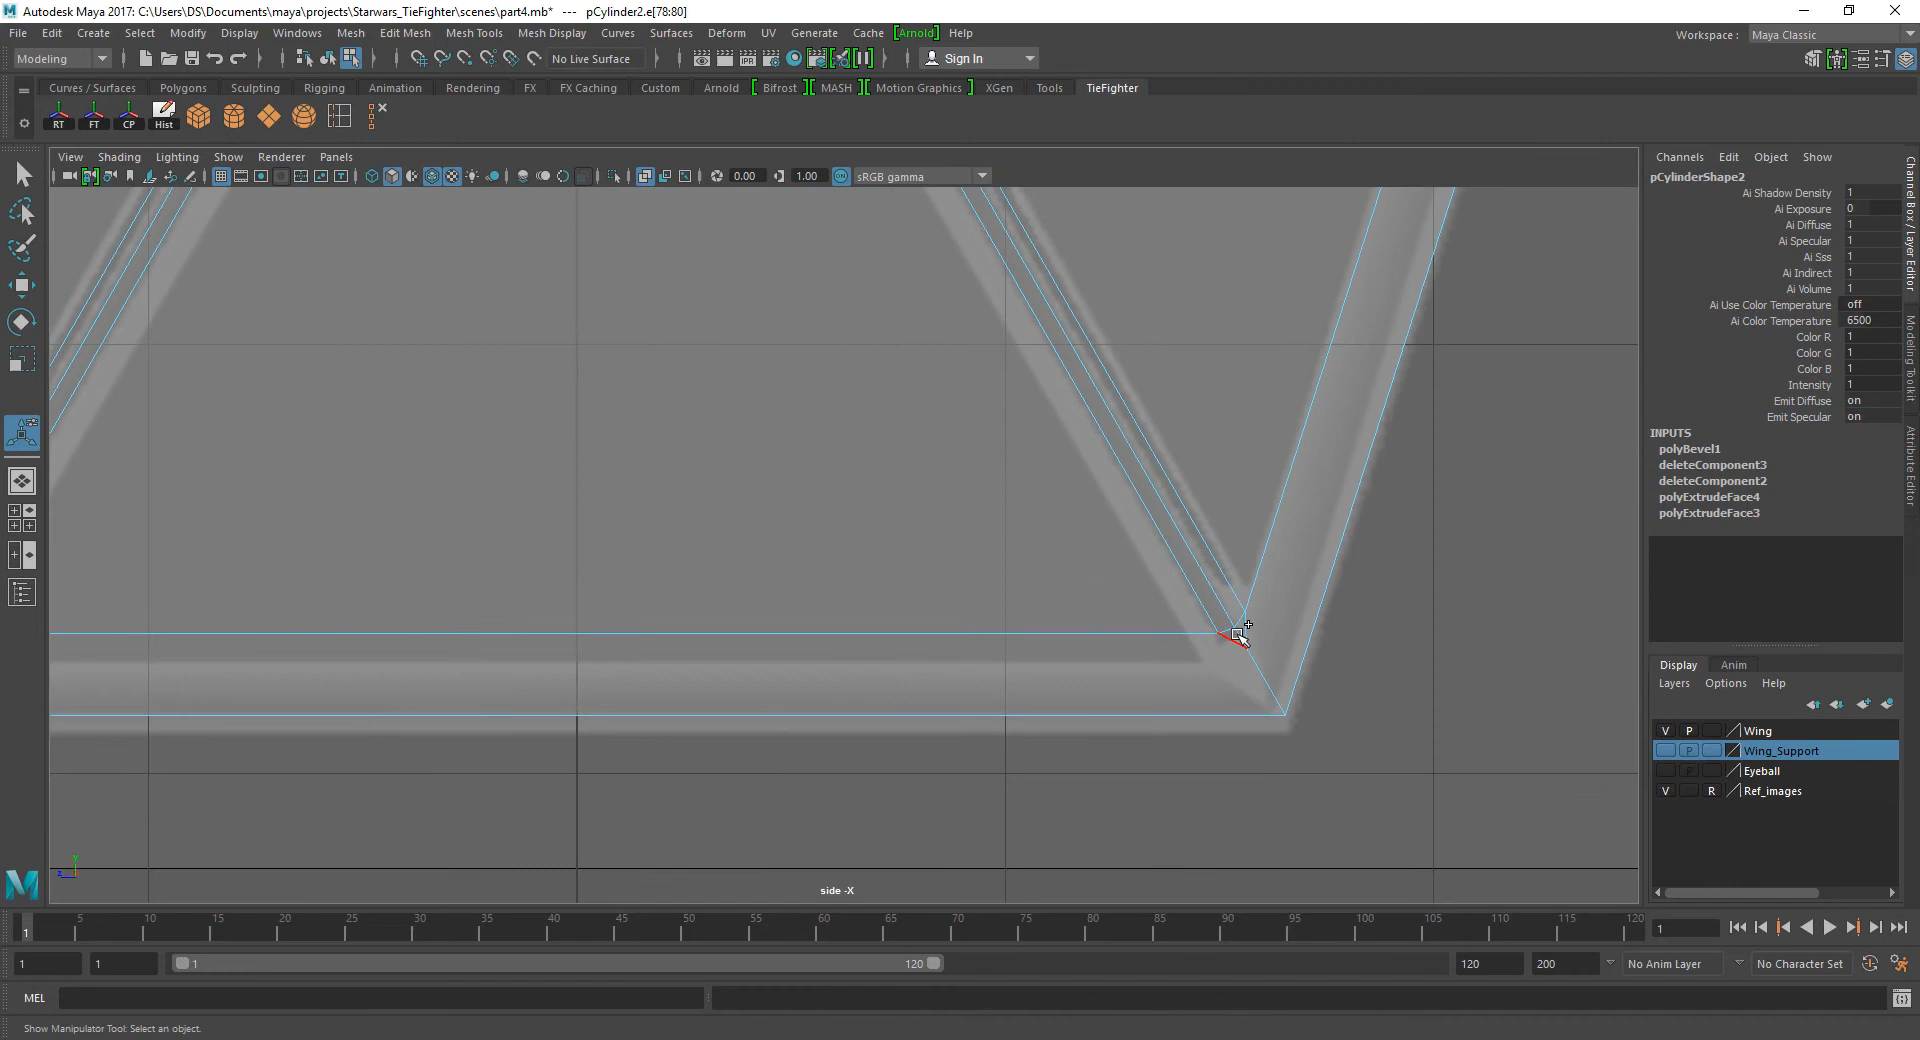 Autodesk Maya 2017: C:\Users\DS\Documents\maya\projects\Starwars_TieFighter\scenes\part4.mb* --- pCylinder2.e[78:80]
File Edit Create Select Modify Display Windows Mesh Edit Mesh Mesh Tools Mesh Display Curves Surfaces Deform UV Generate Cache [Arnold] Help Workspace : Maya Classic
Modeling No Live Surface IPR Sign In
Curves / Surfaces Polygons Sculpting Rigging Animation Rendering FX FX Caching Custom Arnold [ Bifrost ] [ MASH ] [ Motion Graphics ] XGen Tools TieFighter
RT FT CP Hist
View Shading Lighting Show Renderer Panels
0.00 1.00 sRGB gamma
Channels Edit Object Show
pCylinderShape2
Ai Shadow Density 1
Ai Exposure 0
Ai Diffuse 1
Ai Specular 1
Ai Sss 1
Ai Indirect 1
Ai Volume 1
Ai Use Color Temperature off
Ai Color Temperature 6500
Color R 1
Color G 1
Color B 1
Intensity 1
Emit Diffuse on
Emit Specular on
INPUTS
polyBevel1
deleteComponent3
deleteComponent2
polyExtrudeFace4
polyExtrudeFace3
Channel Box / Layer Editor
Modeling Toolkit
Attribute Editor
Display Anim
Layers Options Help
V P Wing
P Wing_Support
P Eyeball
V R Ref_images
y
z
side -X
5 10 15 20 25 30 35 40 45 50 55 60 65 70 75 80 85 90 95 100 105 110 115 120
1 1
1 1 1 120 120 200 No Anim Layer No Character Set
MEL
Show Manipulator Tool: Select an object.